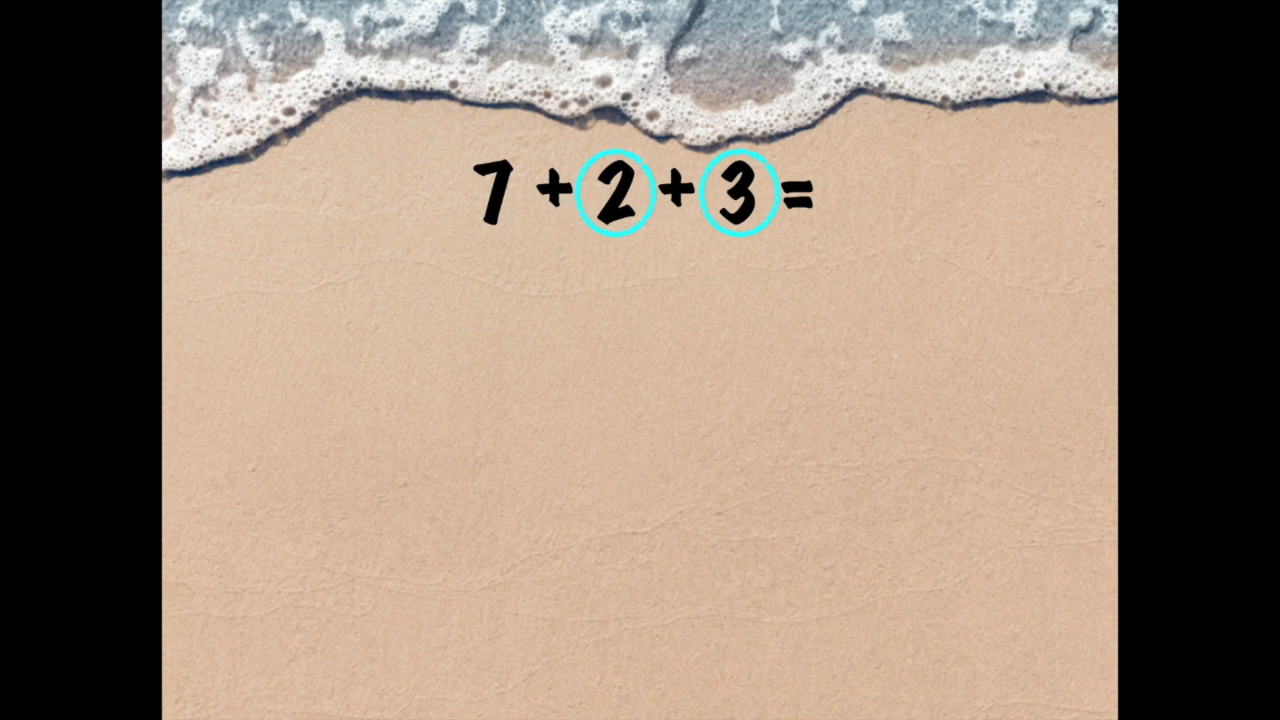 7 + 2 + 3 =